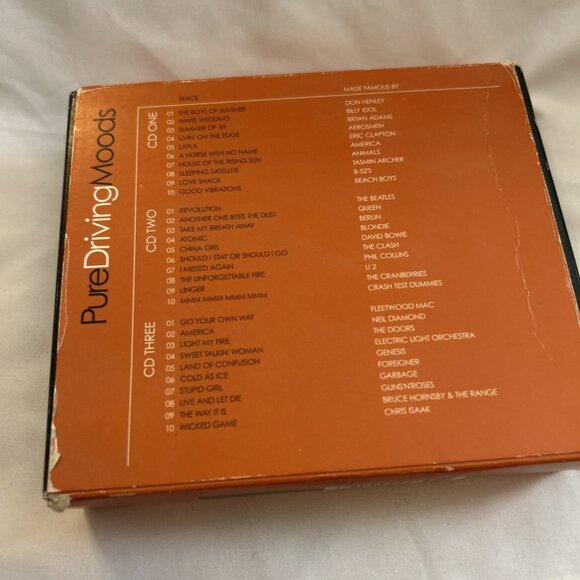 PureDrivingMoods
TRACK MADE FAMOUS BY
CD ONE
01 THE BOYS OF SUMMER DON HENLEY
02 WHITE WEDDING BILLY IDOL
03 SUMMER OF '69 BRYAN ADAMS
04 LIVIN' ON THE EDGE AEROSMITH
05 LAYLA ERIC CLAPTON
06 A HORSE WITH NO NAME AMERICA
07 HOUSE OF THE RISING SUN ANIMALS
08 SLEEPING SATELLITE TASMIN ARCHER
09 LOVE SHACK B-52'S
10 GOOD VIBRATIONS BEACH BOYS
CD TWO
01 REVOLUTION THE BEATLES
02 ANOTHER ONE BITES THE DUST QUEEN
03 TAKE MY BREATH AWAY BERLIN
04 ATOMIC BLONDIE
05 CHINA GIRL DAVID BOWIE
06 SHOULD I STAY OR SHOULD I GO THE CLASH
07 I MISSED AGAIN PHIL COLLINS
08 THE UNFORGETTABLE FIRE U 2
09 LINGER THE CRANBERRIES
10 MMM MMM MMM MMM CRASH TEST DUMMIES
CD THREE
01 GO YOUR OWN WAY FLEETWOOD MAC
02 AMERICA NEIL DIAMOND
03 LIGHT MY FIRE THE DOORS
04 SWEET TALKIN' WOMAN ELECTRIC LIGHT ORCHESTRA
05 LAND OF CONFUSION GENESIS
06 COLD AS ICE FOREIGNER
07 STUPID GIRL GARBAGE
08 LIVE AND LET DIE GUNS'N'ROSES
09 THE WAY IT IS BRUCE HORNSBY & THE RANGE
10 WICKED GAME CHRIS ISAAK